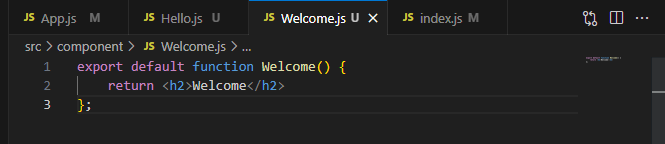 JS App.js M JS Hello.js U JS Welcome.js U × JS index.js M ...
src > component > JS Welcome.js > ...
1 export default function Welcome() {
2     return <h2>Welcome</h2>
3 };